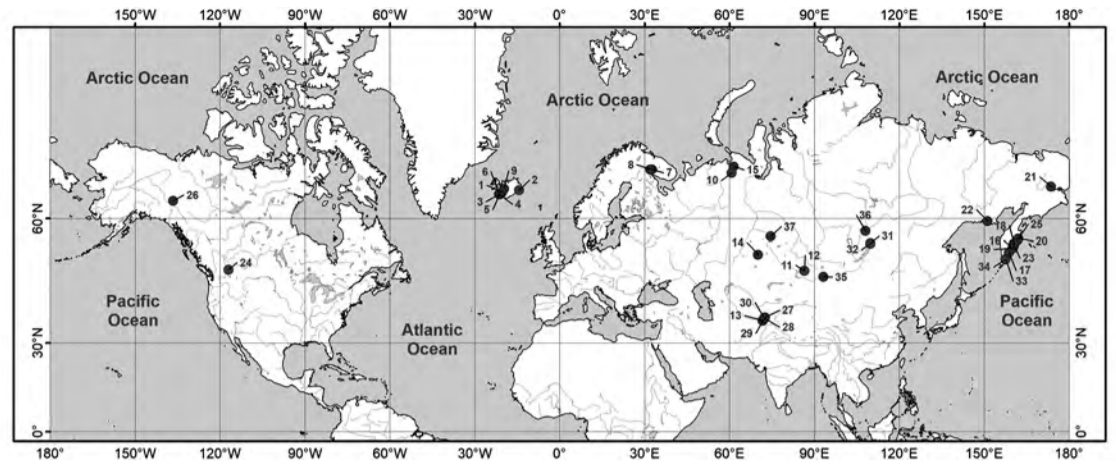 150°W 120°W 90°W 60°W 30°W 0° 30°E 60°E 90°E 120°E 150°E 180°
Arctic Ocean
Arctic Ocean
Arctic Ocean
6 9
1 2
3 4
5
8 7
10 15
21
26
60°N
60°N
22 18 25
36
37
31
32
16
19 20
14
12
11
23
24
34 17
35
33
Pacific
Ocean
Pacific
Ocean
Atlantic
Ocean
30 27
13
28
29
30°N
30°N
0°
0°
180° 150°W 120°W 90°W 60°W 30°W 0° 30°E 60°E 90°E 120°E 150°E 180°